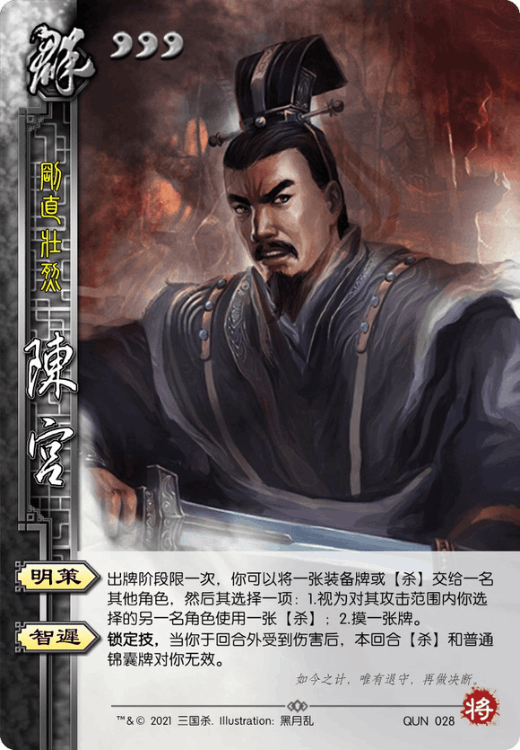 群
剛直壯烈
陳宮
明策
出牌阶段限一次，你可以将一张装备牌或【杀】交给一名
其他角色，然后其选择一项：1.视为对其攻击范围内你选
择的另一名角色使用一张【杀】；2.摸一张牌。
智遲
锁定技，当你于回合外受到伤害后，本回合【杀】和普通
锦囊牌对你无效。
如今之计，唯有退守，再做决断。
™&© 2021 三国杀. Illustration: 黑月乱
QUN 028
将